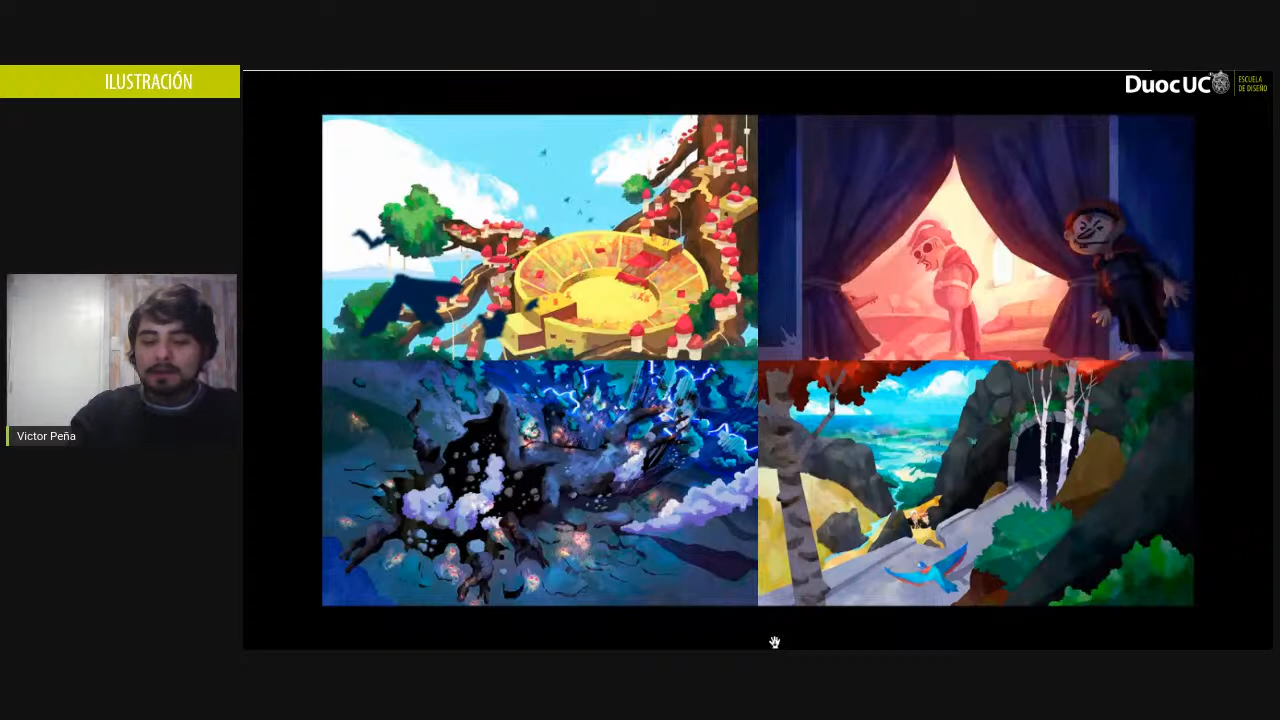 ILUSTRACIÓN
DuocUC
ESCUELA
DE DISEÑO
Victor Peña